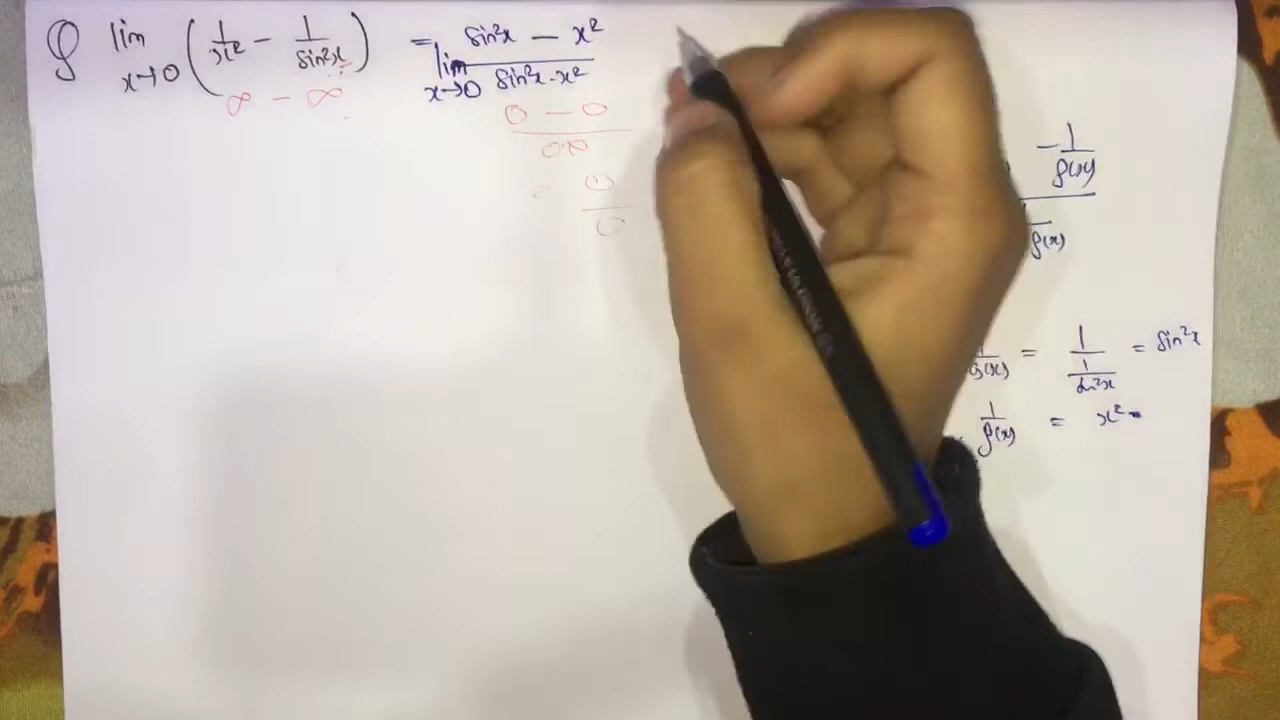 Q lim x→0 (1/x² − 1/sin²x) = lim x→0 (sin²x − x²)/(sin²x·x²)
∞ − ∞
(0 − 0)/(0·0)
= 0/0
−1/f(x)
f(x)
1/g(x) = 1/(1/sin²x) = sin²x
1/f(x) = x²